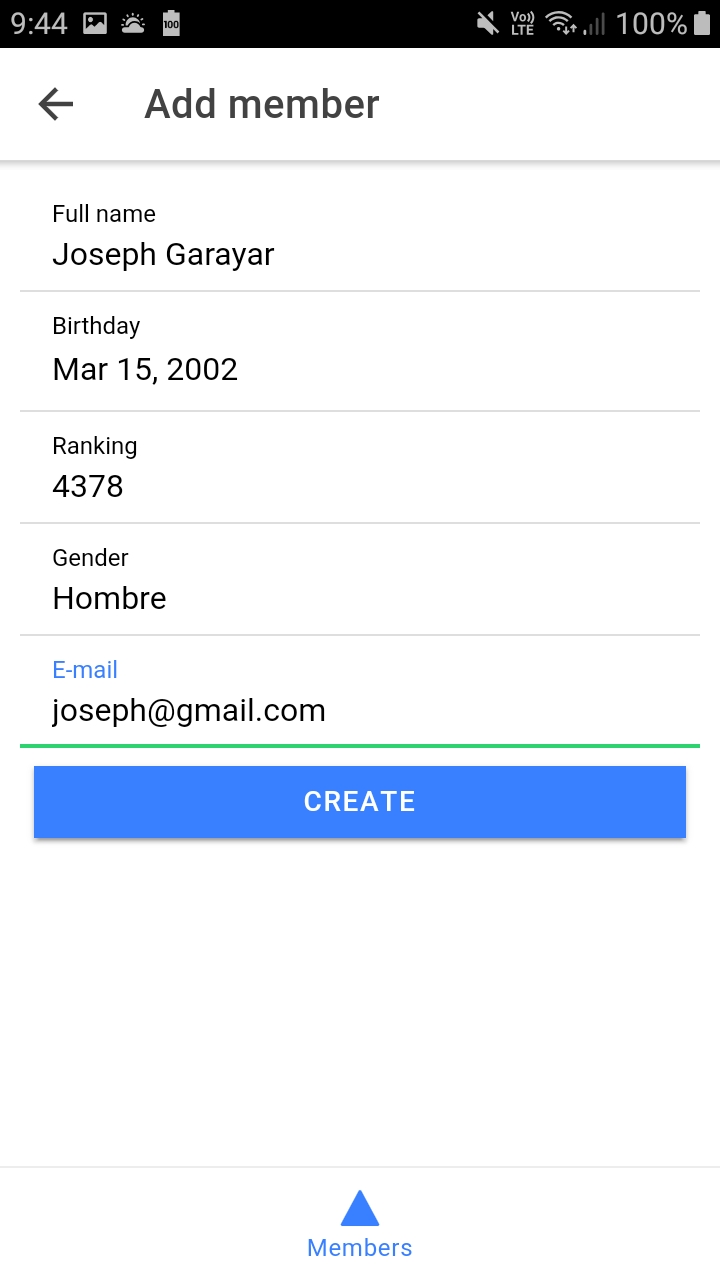 9:44 100 Vo)) LTE 100%
Add member
Full name
Joseph Garayar
Birthday
Mar 15, 2002
Ranking
4378
Gender
Hombre
E-mail
joseph@gmail.com
CREATE
Members